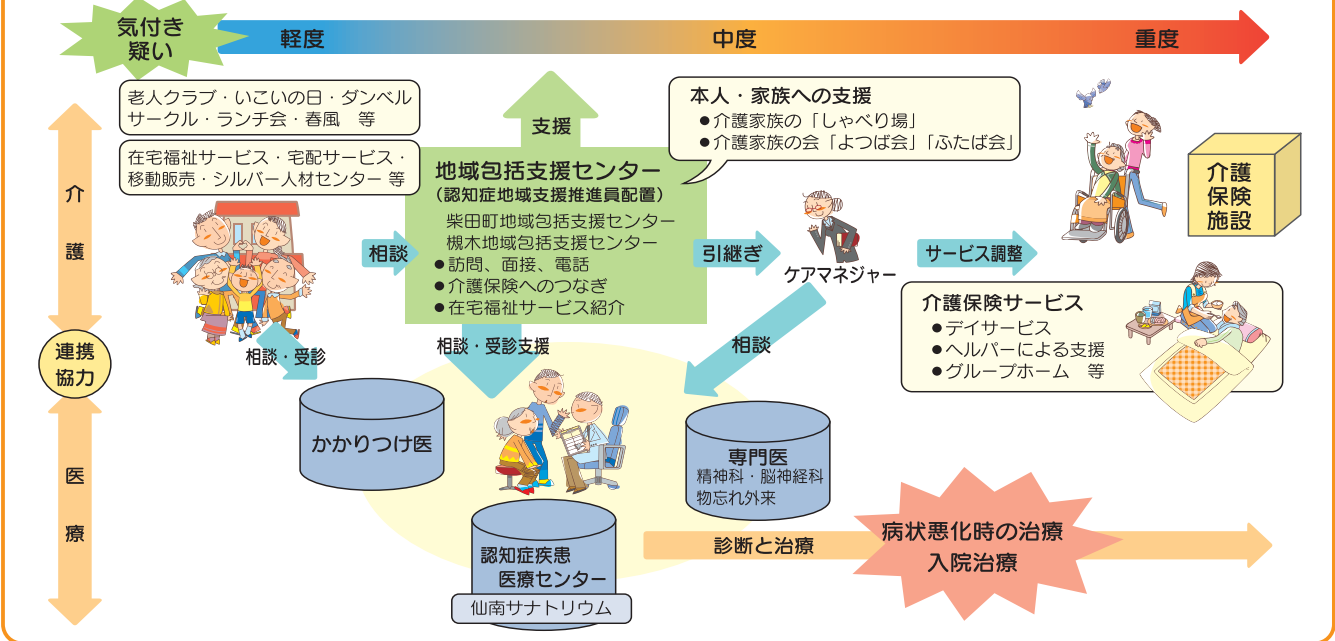 気付き
疑い
軽度
中度
重度
老人クラブ・いこいの日・ダンベル
サークル・ランチ会・春風　等
在宅福祉サービス・宅配サービス・
移動販売・シルバー人材センター 等
支援
本人・家族への支援
●介護家族の「しゃべり場」
●介護家族の会「よつば会」「ふたば会」
地域包括支援センター
（認知症地域支援推進員配置）
柴田町地域包括支援センター
槻木地域包括支援センター
●訪問、面接、電話
●介護保険へのつなぎ
●在宅福祉サービス紹介
介護
連携
協力
医療
相談
引継ぎ
ケアマネジャー
サービス調整
介護
保険
施設
介護保険サービス
●デイサービス
●ヘルパーによる支援
●グループホーム　等
相談・受診
相談・受診支援
相談
かかりつけ医
専門医
精神科・脳神経科
物忘れ外来
認知症疾患
医療センター
仙南サナトリウム
診断と治療
病状悪化時の治療
入院治療